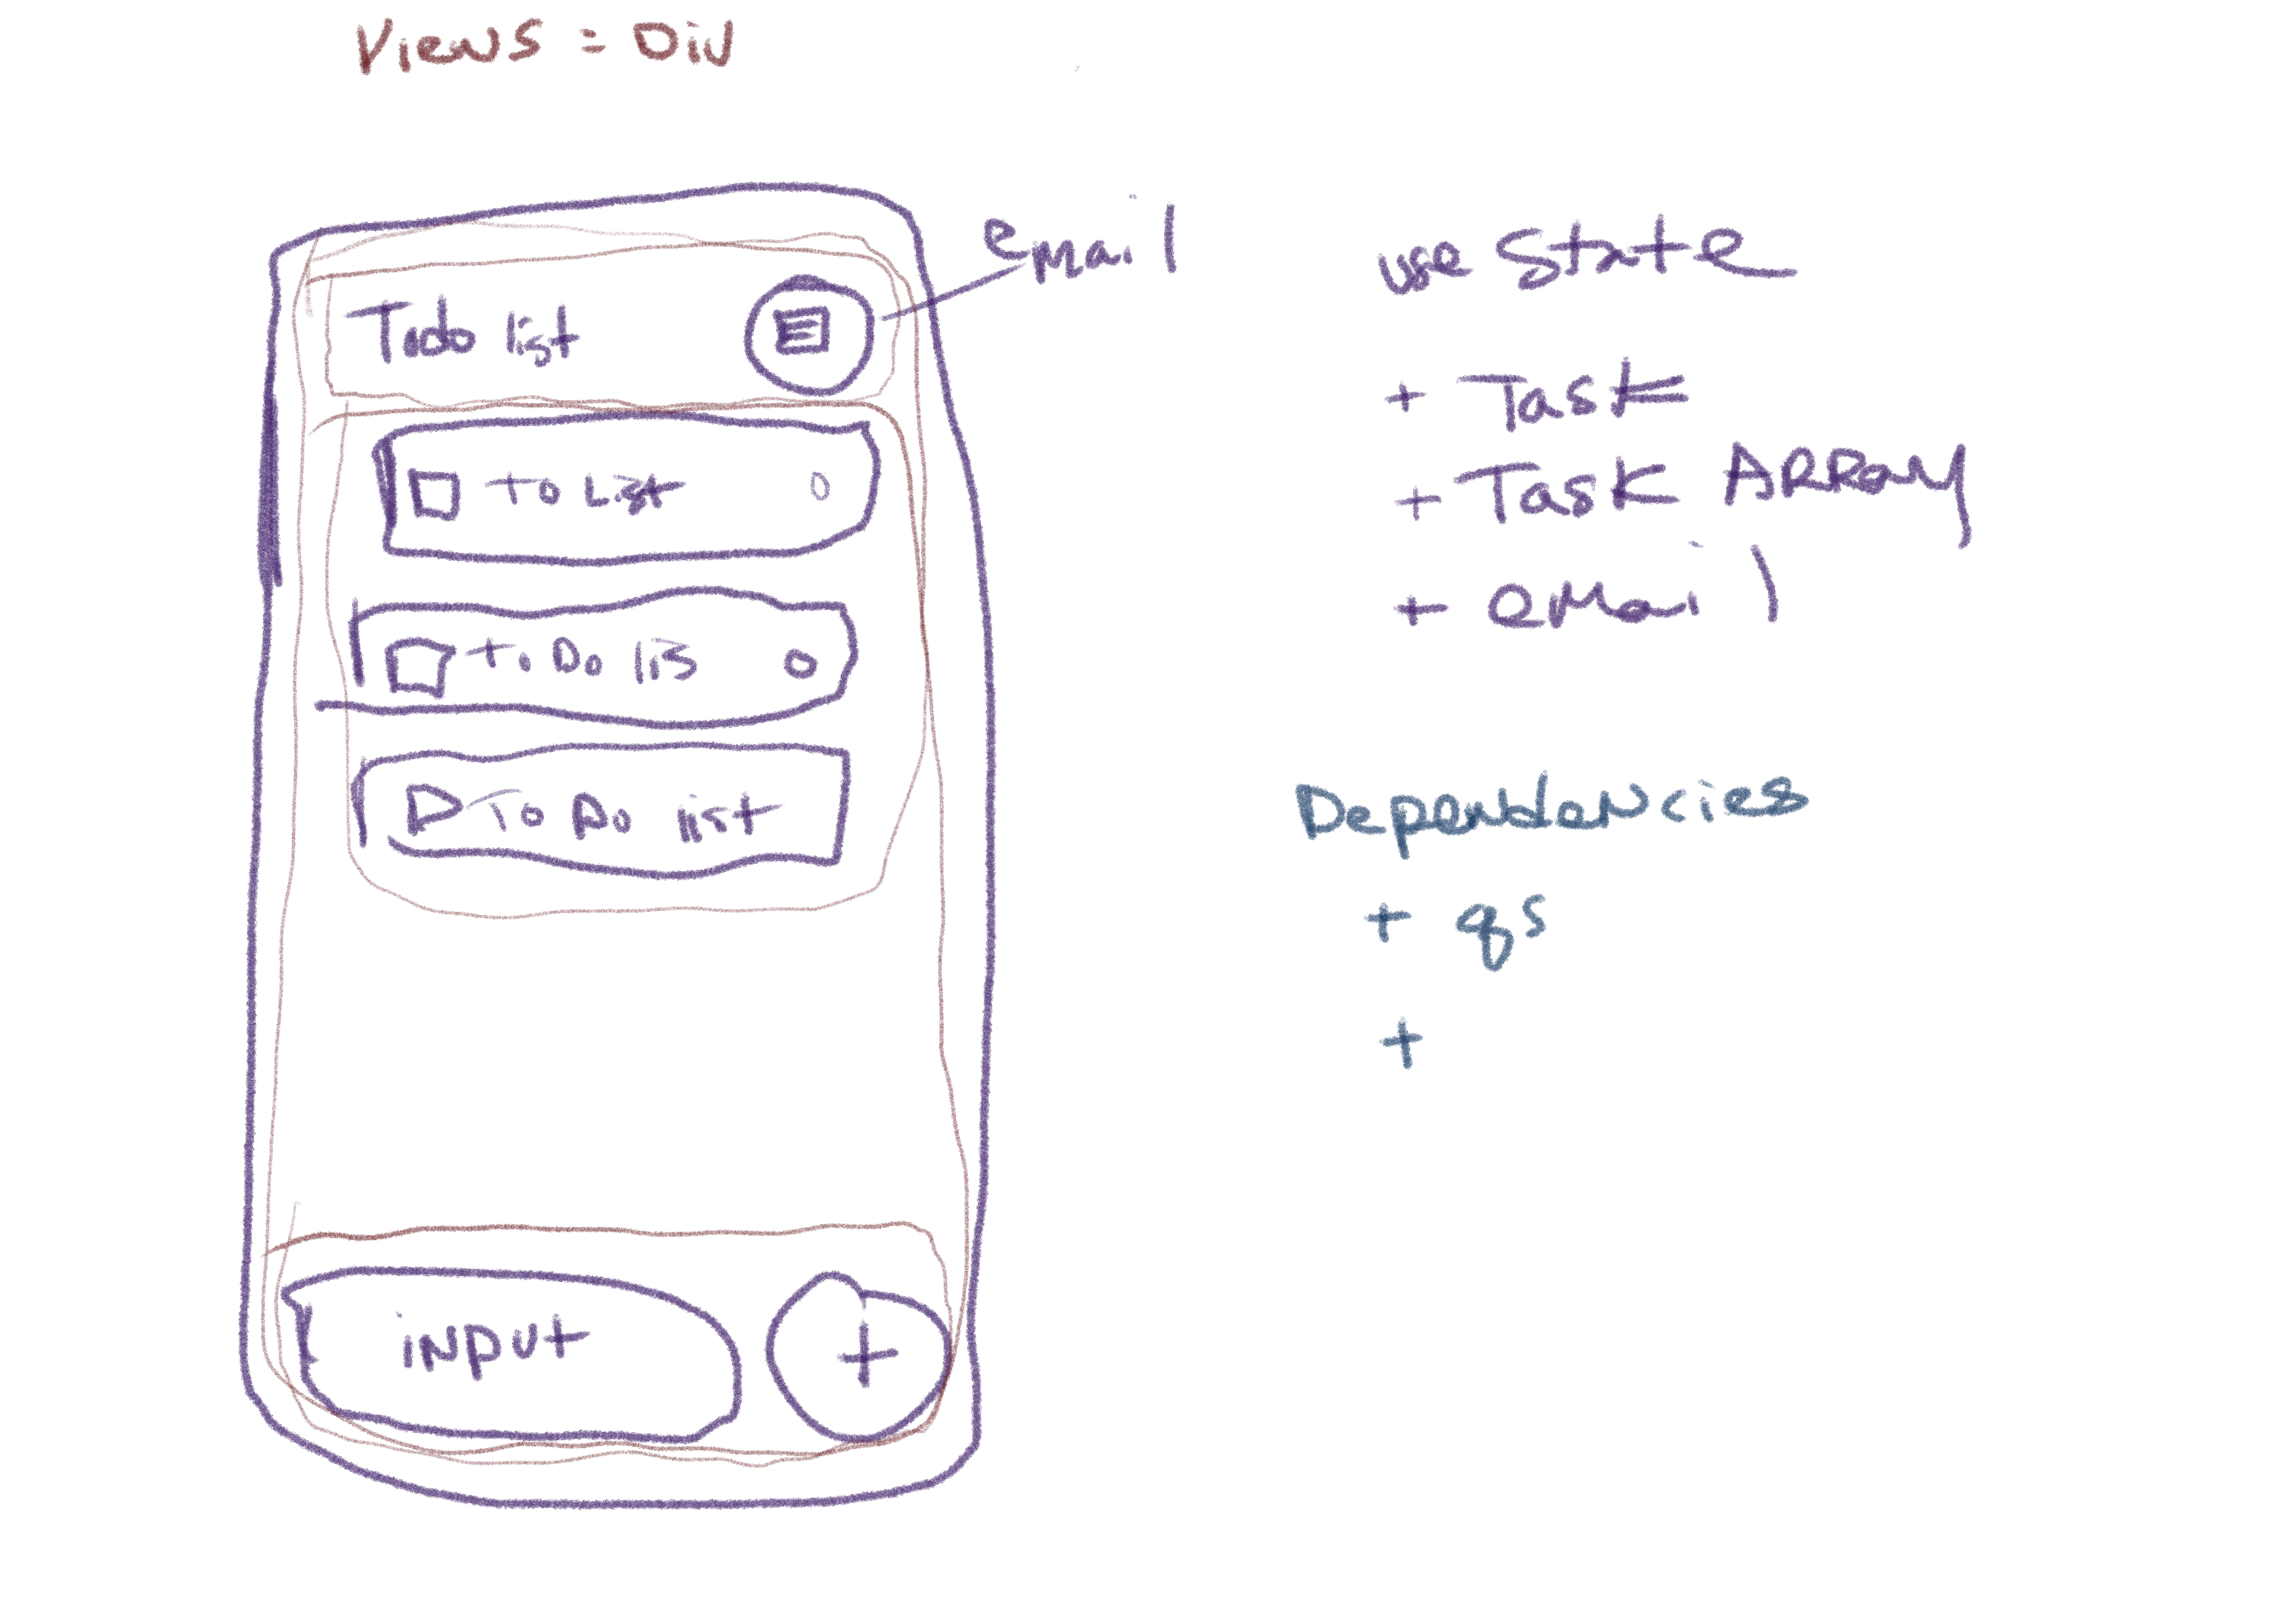 Views = Div
email
Todo list
To List
To Do lis
To Do list
input
+
use State
+ Task
+ Task ARRAY
+ email
Dependencies
+ qs
+